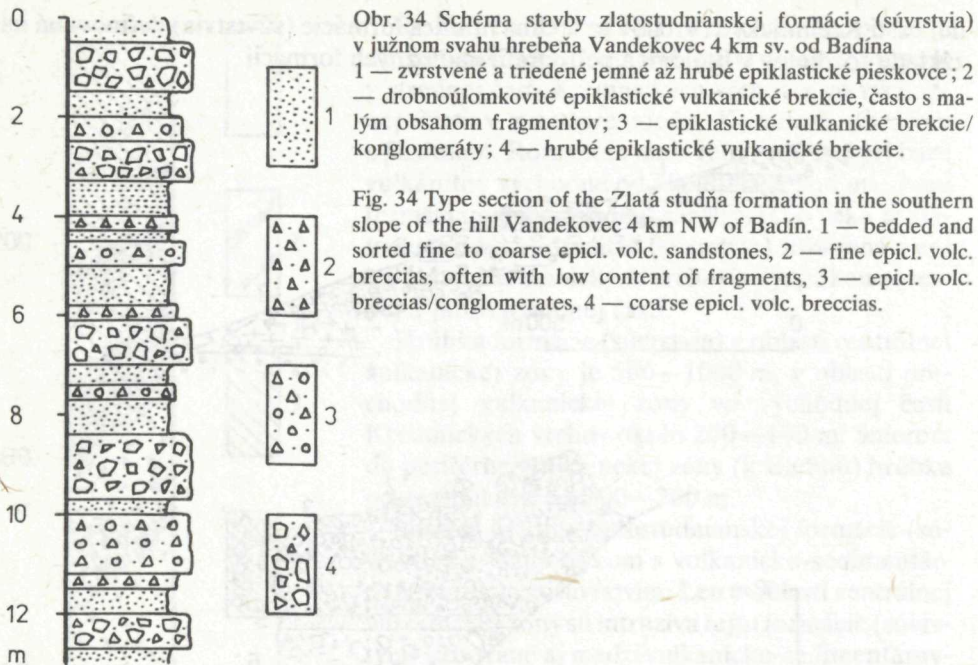 Obr. 34 Schéma stavby zlatostudnianskej formácie (súvrstvia)
v južnom svahu hrebeňa Vandekovec 4 km sv. od Badína
1 — zvrstvené a triedené jemné až hrubé epiklastické pieskovce; 2
— drobnoúlomkovité epiklastické vulkanické brekcie, často s ma-
lým obsahom fragmentov; 3 — epiklastické vulkanické brekcie/
konglomeráty; 4 — hrubé epiklastické vulkanické brekcie.
Fig. 34 Type section of the Zlatá studňa formation in the southern
slope of the hill Vandekovec 4 km NW of Badín. 1 — bedded and
sorted fine to coarse epicl. volc. sandstones, 2 — fine epicl. volc.
breccias often with low content of fragments, 3 — epicl. volc.
breccias/conglomerates, 4 — coarse epicl. volc. breccias.
0
2
4
6
8
10
12
m
1
2
3
4